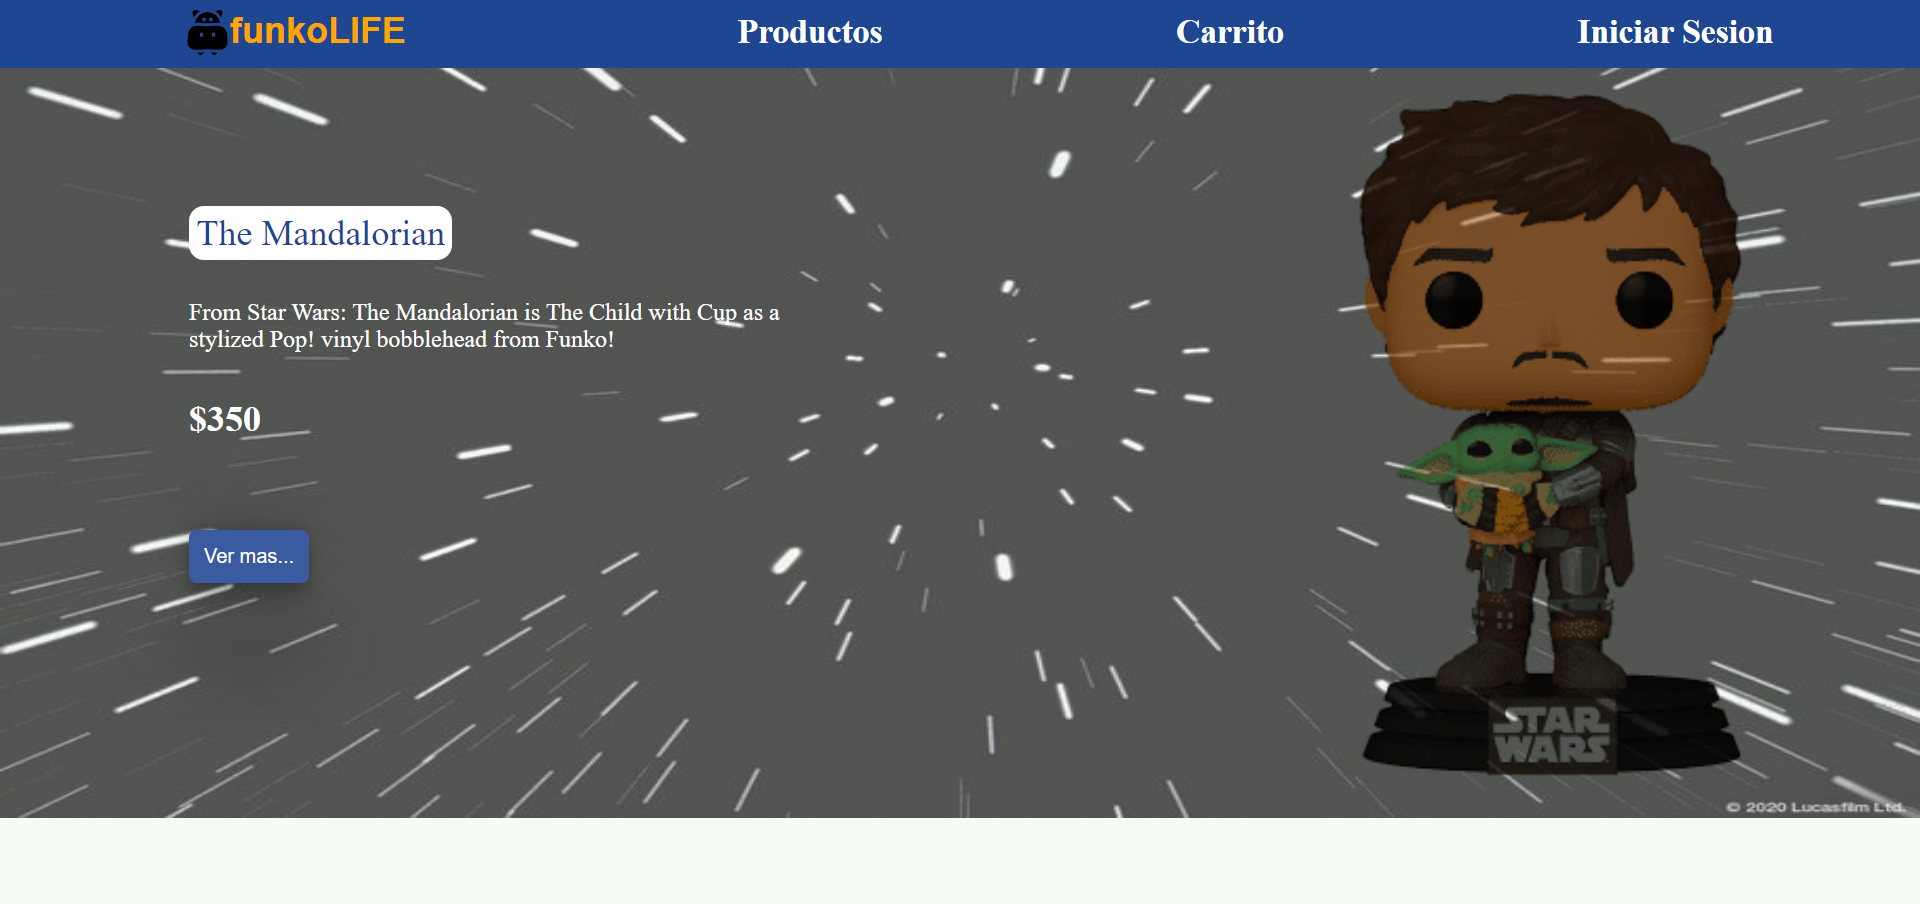 funkoLIFE
Productos
Carrito
Iniciar Sesion
The Mandalorian
From Star Wars: The Mandalorian is The Child with Cup as a
stylized Pop! vinyl bobblehead from Funko!
$350
Ver mas...
STAR
WARS
© 2020 Lucasfilm Ltd.